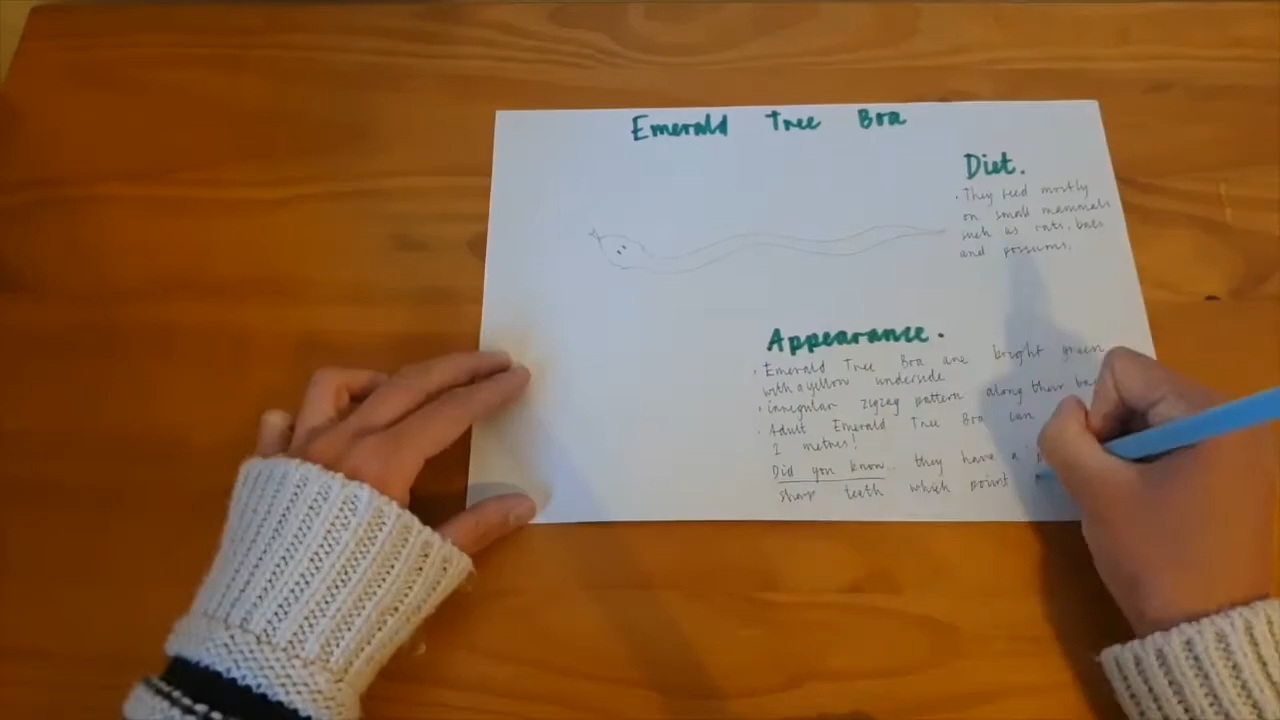 Emerald Tree Boa
Diet.
· They feed mostly
on small mammals
such as rats, bats
and possums.
Appearance.
· Emerald Tree Boa are bright green
with a yellow underside
· irregular zigzag pattern along their
· Adult Emerald Tree Boa can
2 metres!
Did you know.. they have a
sharp teeth which point